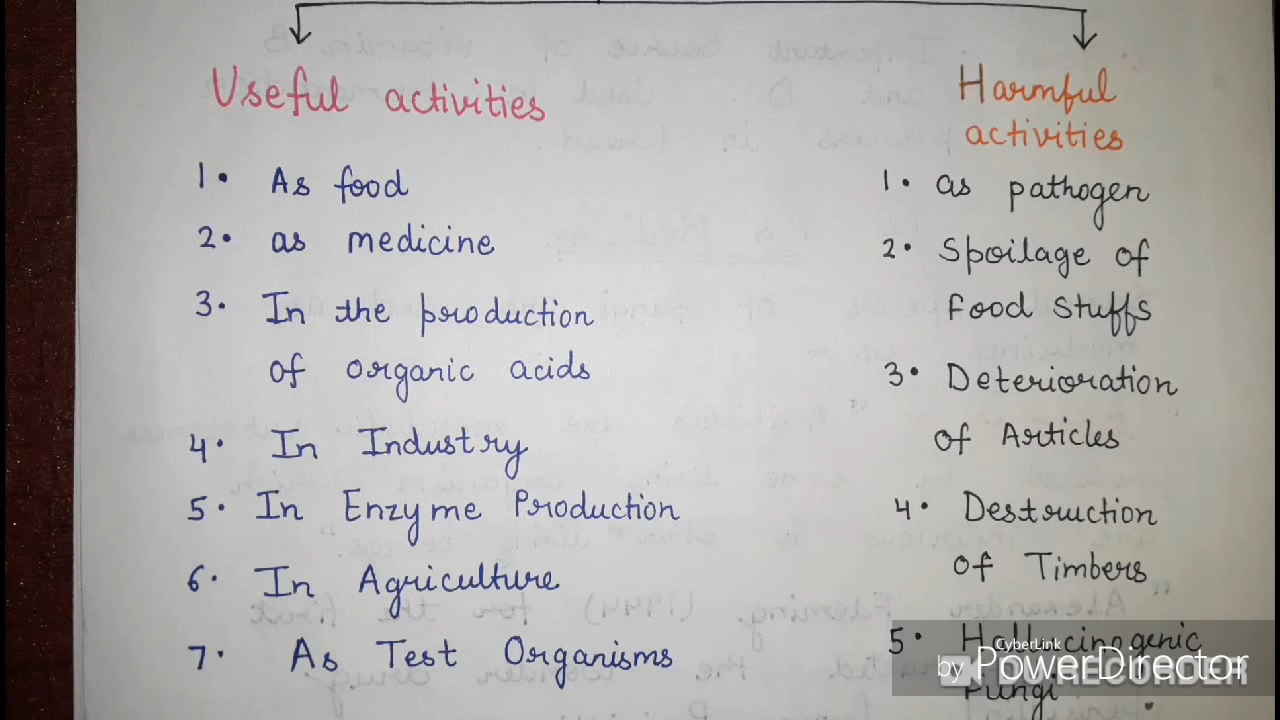 Useful activities
1. As food
2. as medicine
3. In the production
of organic acids
4. In Industry
5. In Enzyme Production
6. In Agriculture
7. As Test Organisms
Harmful
activities
1. as pathogen
2. Spoilage of
food stuffs
3. Deterioration
of Articles
4. Destruction
of Timbers
5. Hallucinogenic
Fungi
CyberLink
by PowerDirector